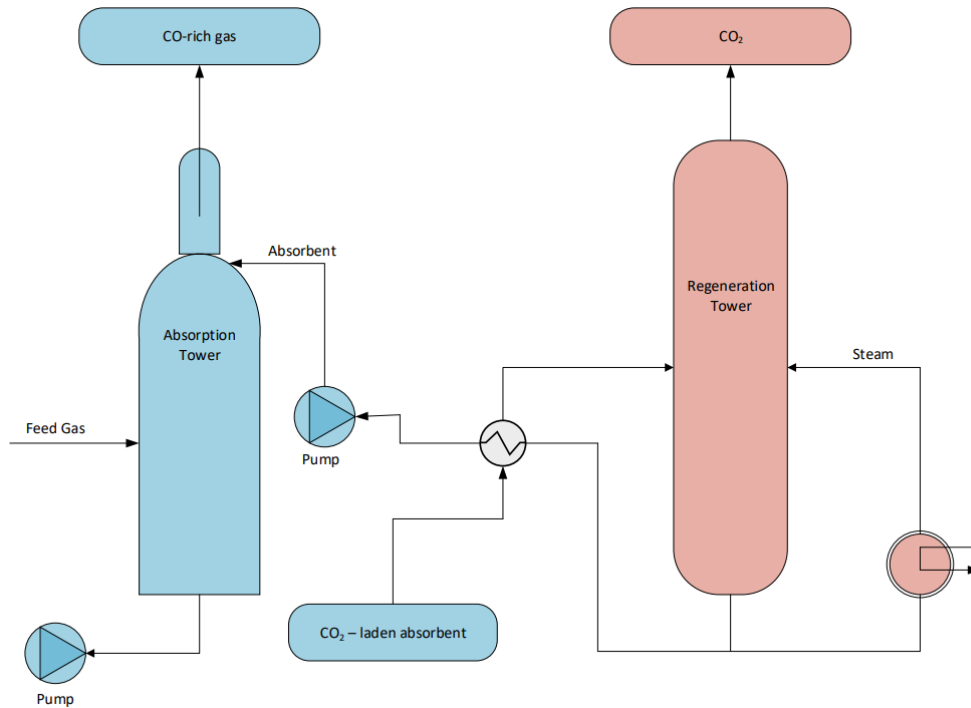 CO-rich gas
CO₂
Absorbent
Regeneration
Tower
Absorption
Tower
Steam
Feed Gas
Pump
CO₂ – laden absorbent
Pump